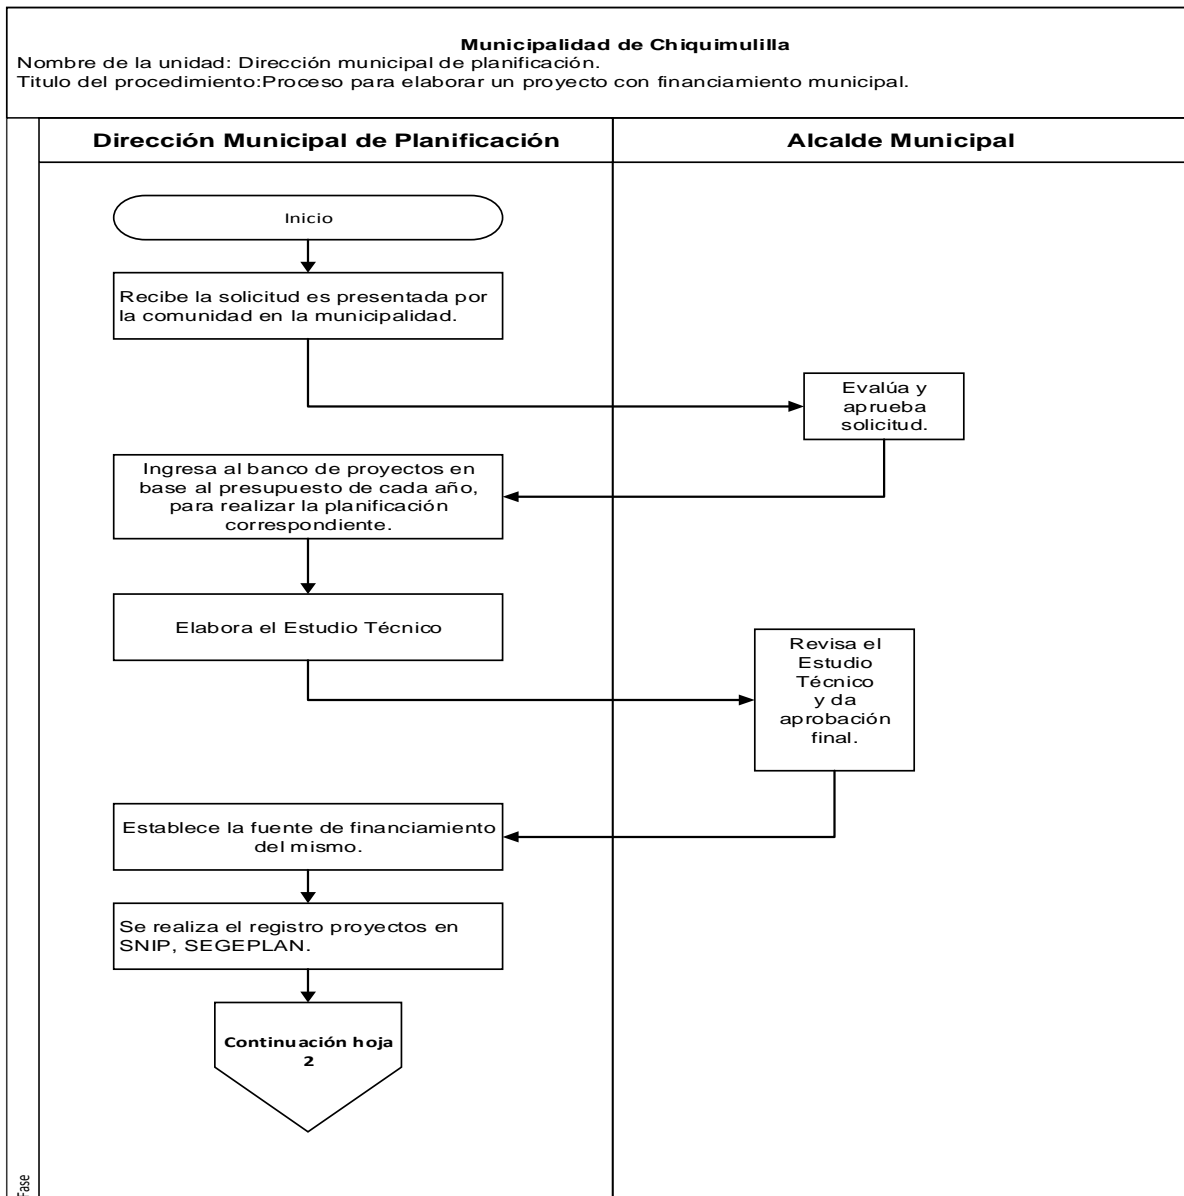 Municipalidad de Chiquimulilla
Nombre de la unidad: Dirección municipal de planificación.
Titulo del procedimiento:Proceso para elaborar un proyecto con financiamiento municipal.
Dirección Municipal de Planificación
Alcalde Municipal
Inicio
Recibe la solicitud es presentada por
la comunidad en la municipalidad.
Evalúa y
aprueba
solicitud.
Ingresa al banco de proyectos en
base al presupuesto de cada año,
para realizar la planificación
correspondiente.
Elabora el Estudio Técnico
Revisa el
Estudio
Técnico
y da
aprobación
final.
Establece la fuente de financiamiento
del mismo.
Se realiza el registro proyectos en
SNIP, SEGEPLAN.
Continuación hoja
2
Fase